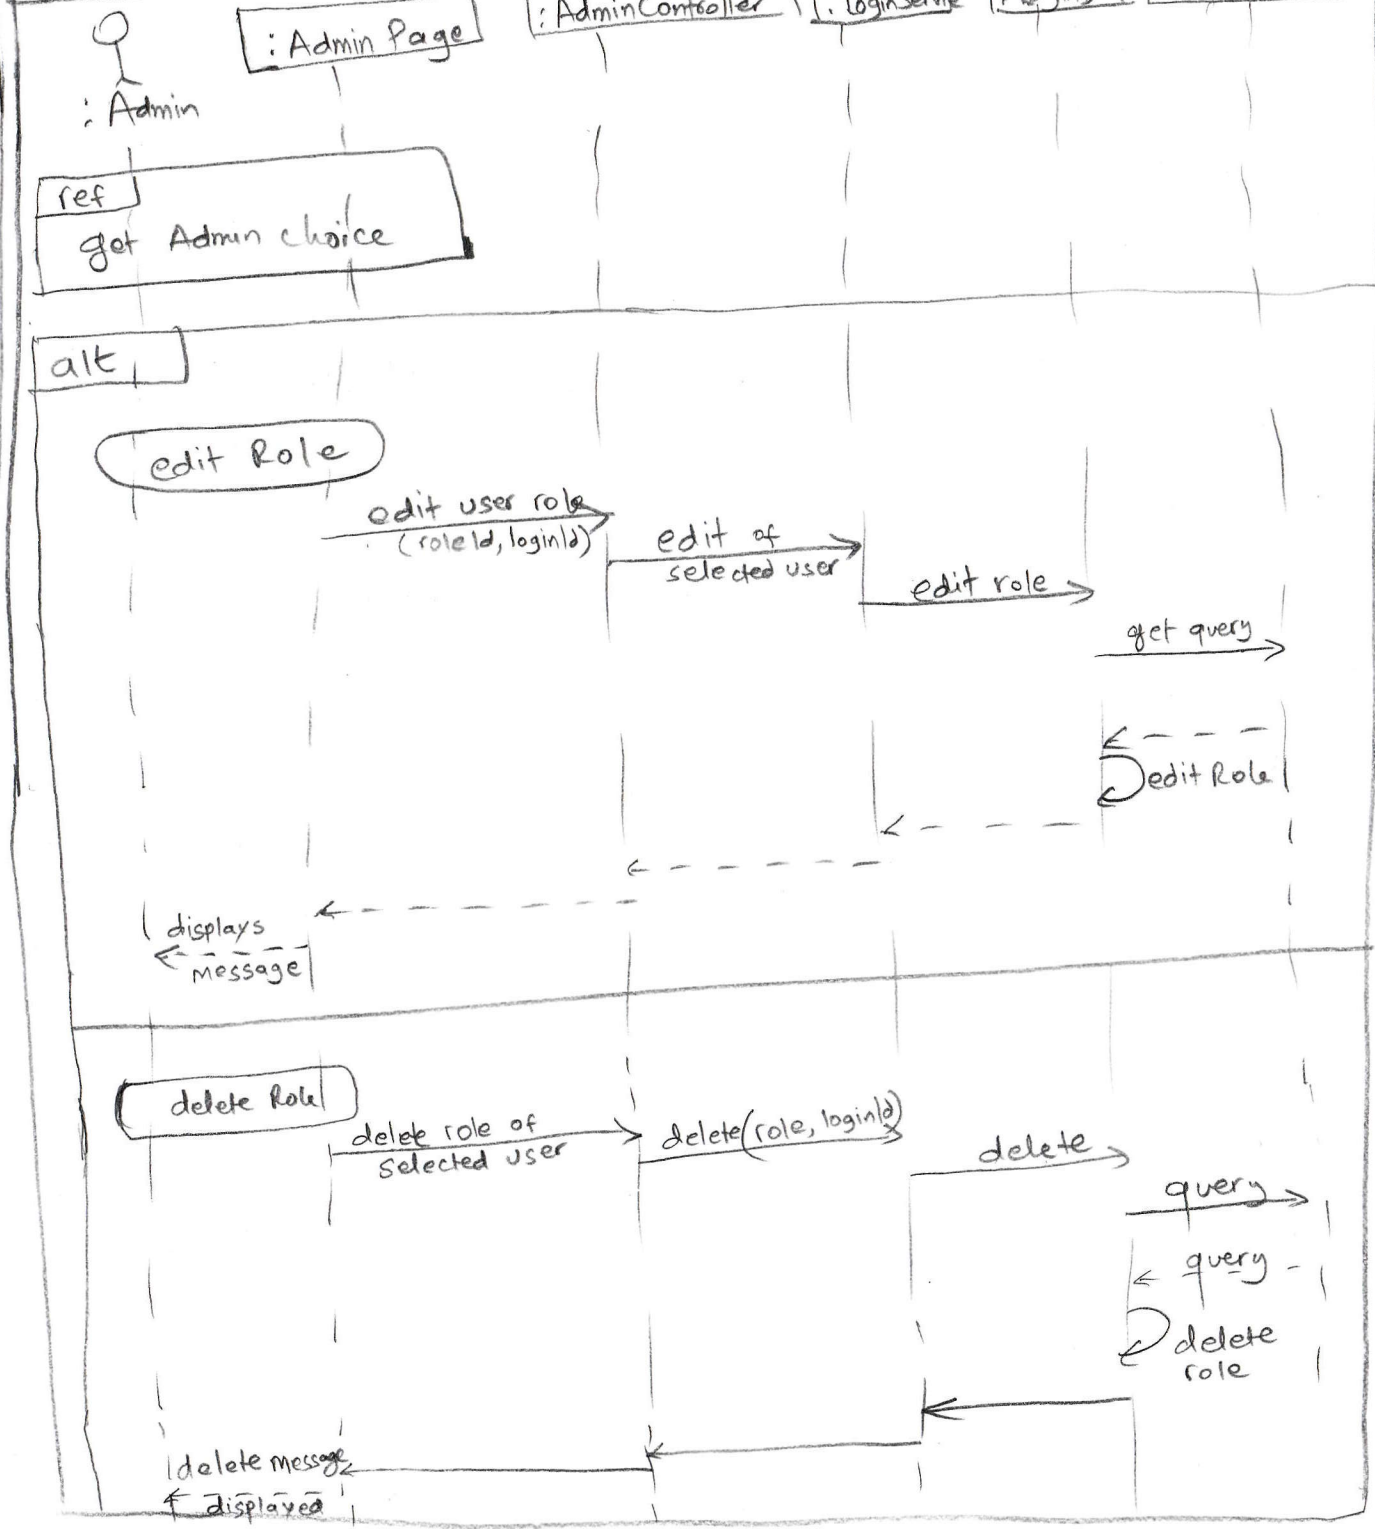 : AdminController
: Admin Page
: Admin
ref
get Admin choice
alt
edit Role
edit user role
(roleId, loginId)
edit of
selected user
edit role
get query
edit Role
displays
message
delete Role
delete role of
selected user
delete(role, loginId)
delete
query
query
delete
role
delete message
displayed